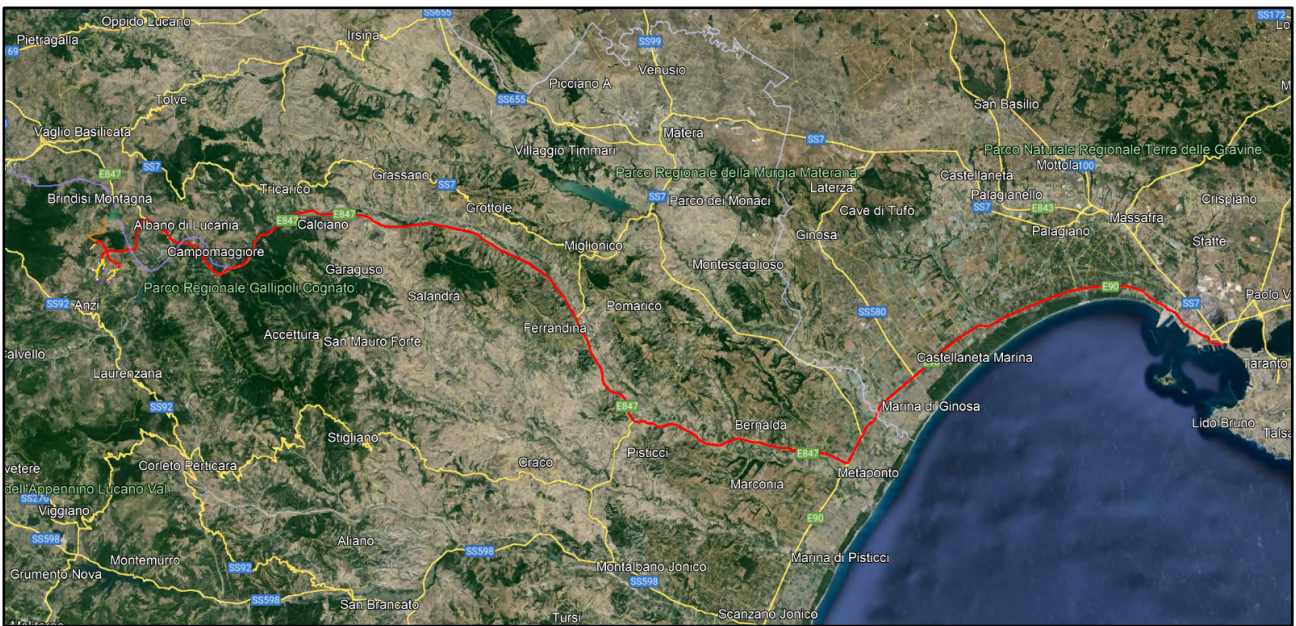 SS655
SS172
Oppido Lucano
Pietragalla
Irsina
SS99
169
Venusio
Picciano A
SS655
Tolve
San Basilio
Vaglio Basilicata
Matera
SS7
Villaggio Timmari
SS7
Parco Naturale Regionale Terra delle Gravine
Mottola
100
E847
Grassano
Parco Regionale della Murgia Materana
Castellaneta
Tricarico
SS7
Laterza
Palagianello
Brindisi Montagna
SS7
Parco dei Monaci
Crispiano
Grottole
Cave di Tufo
SS7
E843
Massafra
E847
E847
Albano di Lucania
Calciano
Ginosa
Palagiano
Statte
Campomaggiore
Miglionico
Montescaglioso
Garaguso
Parco Regionale Gallipoli Cognato
E90
Salandra
Paolo V
SS92
Anzi
Pomarico
SS7
SS580
Ferrandina
Accettura
San Mauro Forte
Calvello
Castellaneta Marina
E90
Taranto
Laurenzana
SS92
E847
Marina di Ginosa
Lido Bruno
Talsa
Bernalda
Stigliano
Pisticci
E847
Craco
Metaponto
Corleto Perticara
Marconia
dell'Appennino Lucano Val...
SS276
Viggiano
E90
SS598
Aliano
SS598
Montemurro
SS92
Marina di Pisticci
Grumento Nova
Montalbano Jonico
SS598
SS598
San Brancato
Tursi
Scanzano Jonico